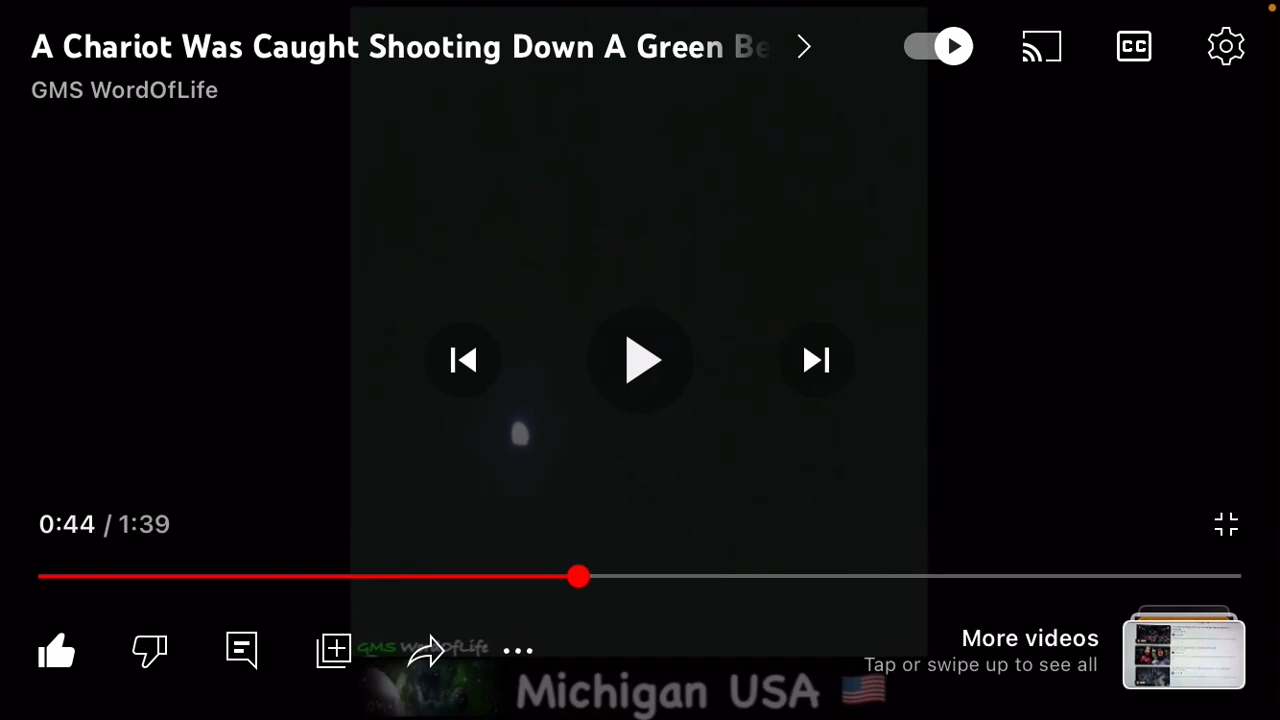 A Chariot Was Caught Shooting Down A Green Be
GMS WordOfLife
CC
0:44 / 1:39
More videos
Tap or swipe up to see all
GMS WordOfLife
Michigan USA 🇺🇸